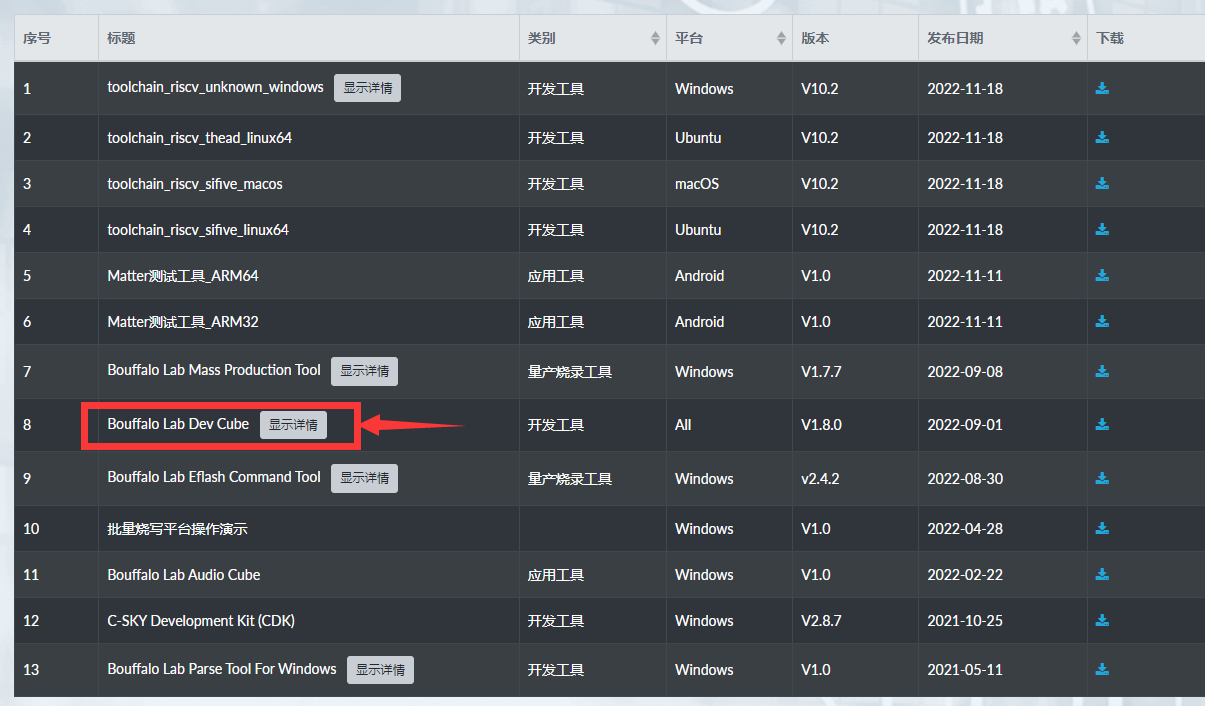 序号 标题 类别 平台 版本 发布日期 下载
1 toolchain_riscv_unknown_windows 显示详情 开发工具 Windows V10.2 2022-11-18
2 toolchain_riscv_thead_linux64 开发工具 Ubuntu V10.2 2022-11-18
3 toolchain_riscv_sifive_macos 开发工具 macOS V10.2 2022-11-18
4 toolchain_riscv_sifive_linux64 开发工具 Ubuntu V10.2 2022-11-18
5 Matter测试工具_ARM64 应用工具 Android V1.0 2022-11-11
6 Matter测试工具_ARM32 应用工具 Android V1.0 2022-11-11
7 Bouffalo Lab Mass Production Tool 显示详情 量产烧录工具 Windows V1.7.7 2022-09-08
8 Bouffalo Lab Dev Cube 显示详情 开发工具 All V1.8.0 2022-09-01
9 Bouffalo Lab Eflash Command Tool 显示详情 量产烧录工具 Windows v2.4.2 2022-08-30
10 批量烧写平台操作演示 Windows V1.0 2022-04-28
11 Bouffalo Lab Audio Cube 应用工具 Windows V1.0 2022-02-22
12 C-SKY Development Kit (CDK) 开发工具 Windows V2.8.7 2021-10-25
13 Bouffalo Lab Parse Tool For Windows 显示详情 开发工具 Windows V1.0 2021-05-11